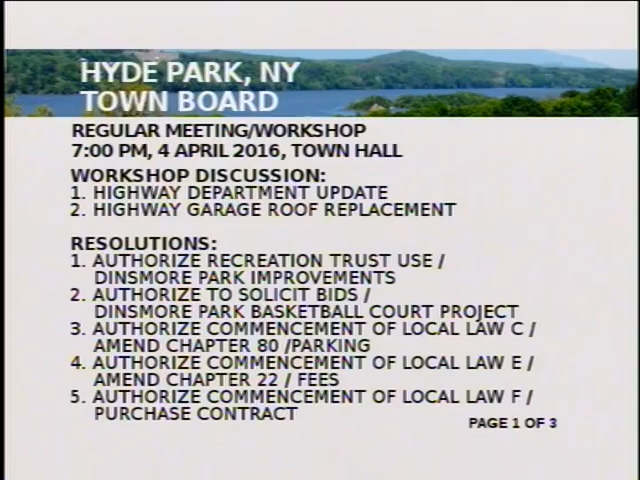 HYDE PARK, NY
TOWN BOARD
REGULAR MEETING/WORKSHOP
7:00 PM, 4 APRIL 2016, TOWN HALL
WORKSHOP DISCUSSION:
1. HIGHWAY DEPARTMENT UPDATE
2. HIGHWAY GARAGE ROOF REPLACEMENT
RESOLUTIONS:
1. AUTHORIZE RECREATION TRUST USE /
DINSMORE PARK IMPROVEMENTS
2. AUTHORIZE TO SOLICIT BIDS /
DINSMORE PARK BASKETBALL COURT PROJECT
3. AUTHORIZE COMMENCEMENT OF LOCAL LAW C /
AMEND CHAPTER 80 /PARKING
4. AUTHORIZE COMMENCEMENT OF LOCAL LAW E /
AMEND CHAPTER 22 / FEES
5. AUTHORIZE COMMENCEMENT OF LOCAL LAW F /
PURCHASE CONTRACT
PAGE 1 OF 3